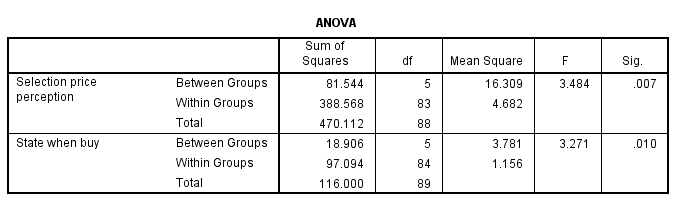 ANOVA
Sum of Squares df Mean Square F Sig.
Selection price perception Between Groups 81.544 5 16.309 3.484 .007
Within Groups 388.568 83 4.682
Total 470.112 88
State when buy Between Groups 18.906 5 3.781 3.271 .010
Within Groups 97.094 84 1.156
Total 116.000 89